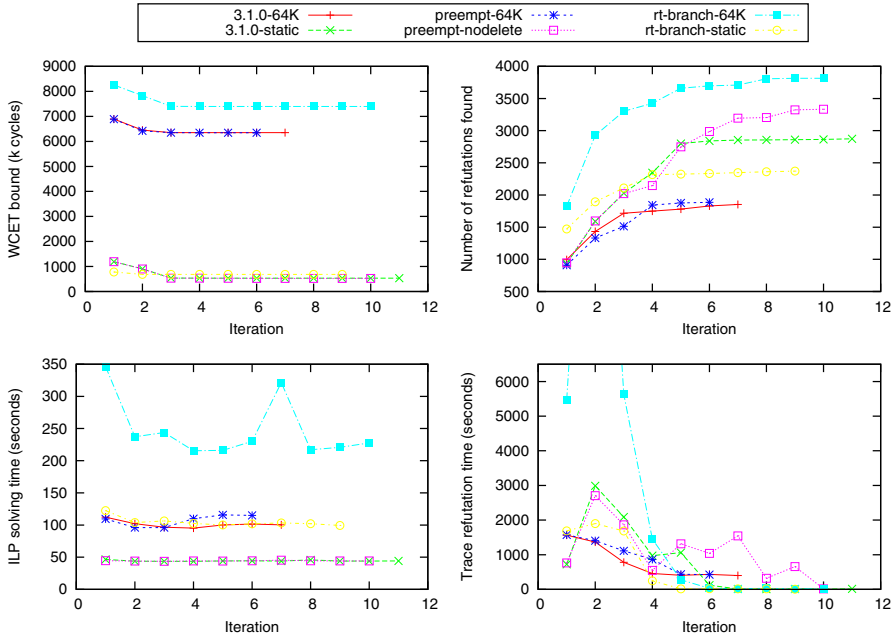 3.1.0-64K preempt-64K rt-branch-64K
3.1.0-static preempt-nodelete rt-branch-static
WCET bound (k cycles)
9000
8000
7000
6000
5000
4000
3000
2000
1000
0
0 2 4 6 8 10 12
Iteration
Number of refutations found
4000
3500
3000
2500
2000
1500
1000
500
0 2 4 6 8 10 12
Iteration
ILP solving time (seconds)
350
300
250
200
150
100
50
0
0 2 4 6 8 10 12
Iteration
Trace refutation time (seconds)
6000
5000
4000
3000
2000
1000
0
0 2 4 6 8 10 12
Iteration